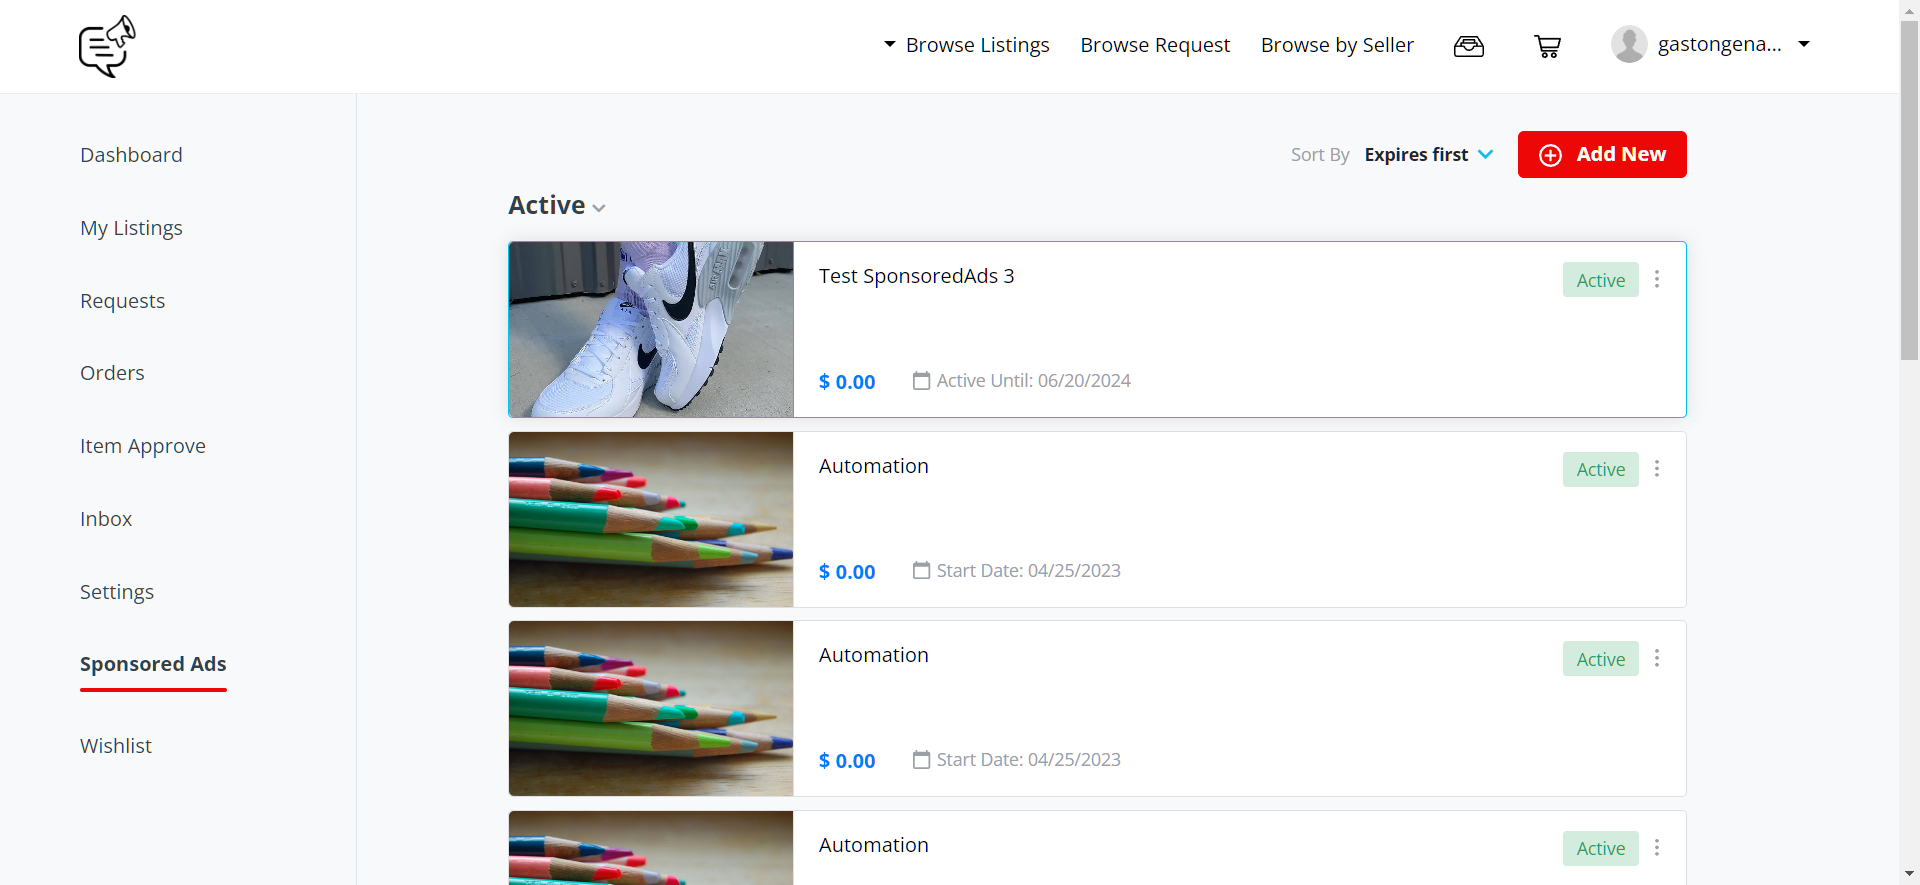 Browse Listings
Browse Request
Browse by Seller
gastongena...
Dashboard
My Listings
Requests
Orders
Item Approve
Inbox
Settings
Sponsored Ads
Wishlist
Sort By Expires first
Add New
Active
Test SponsoredAds 3
Active
$ 0.00
Active Until: 06/20/2024
Automation
Active
$ 0.00
Start Date: 04/25/2023
Automation
Active
$ 0.00
Start Date: 04/25/2023
Automation
Active